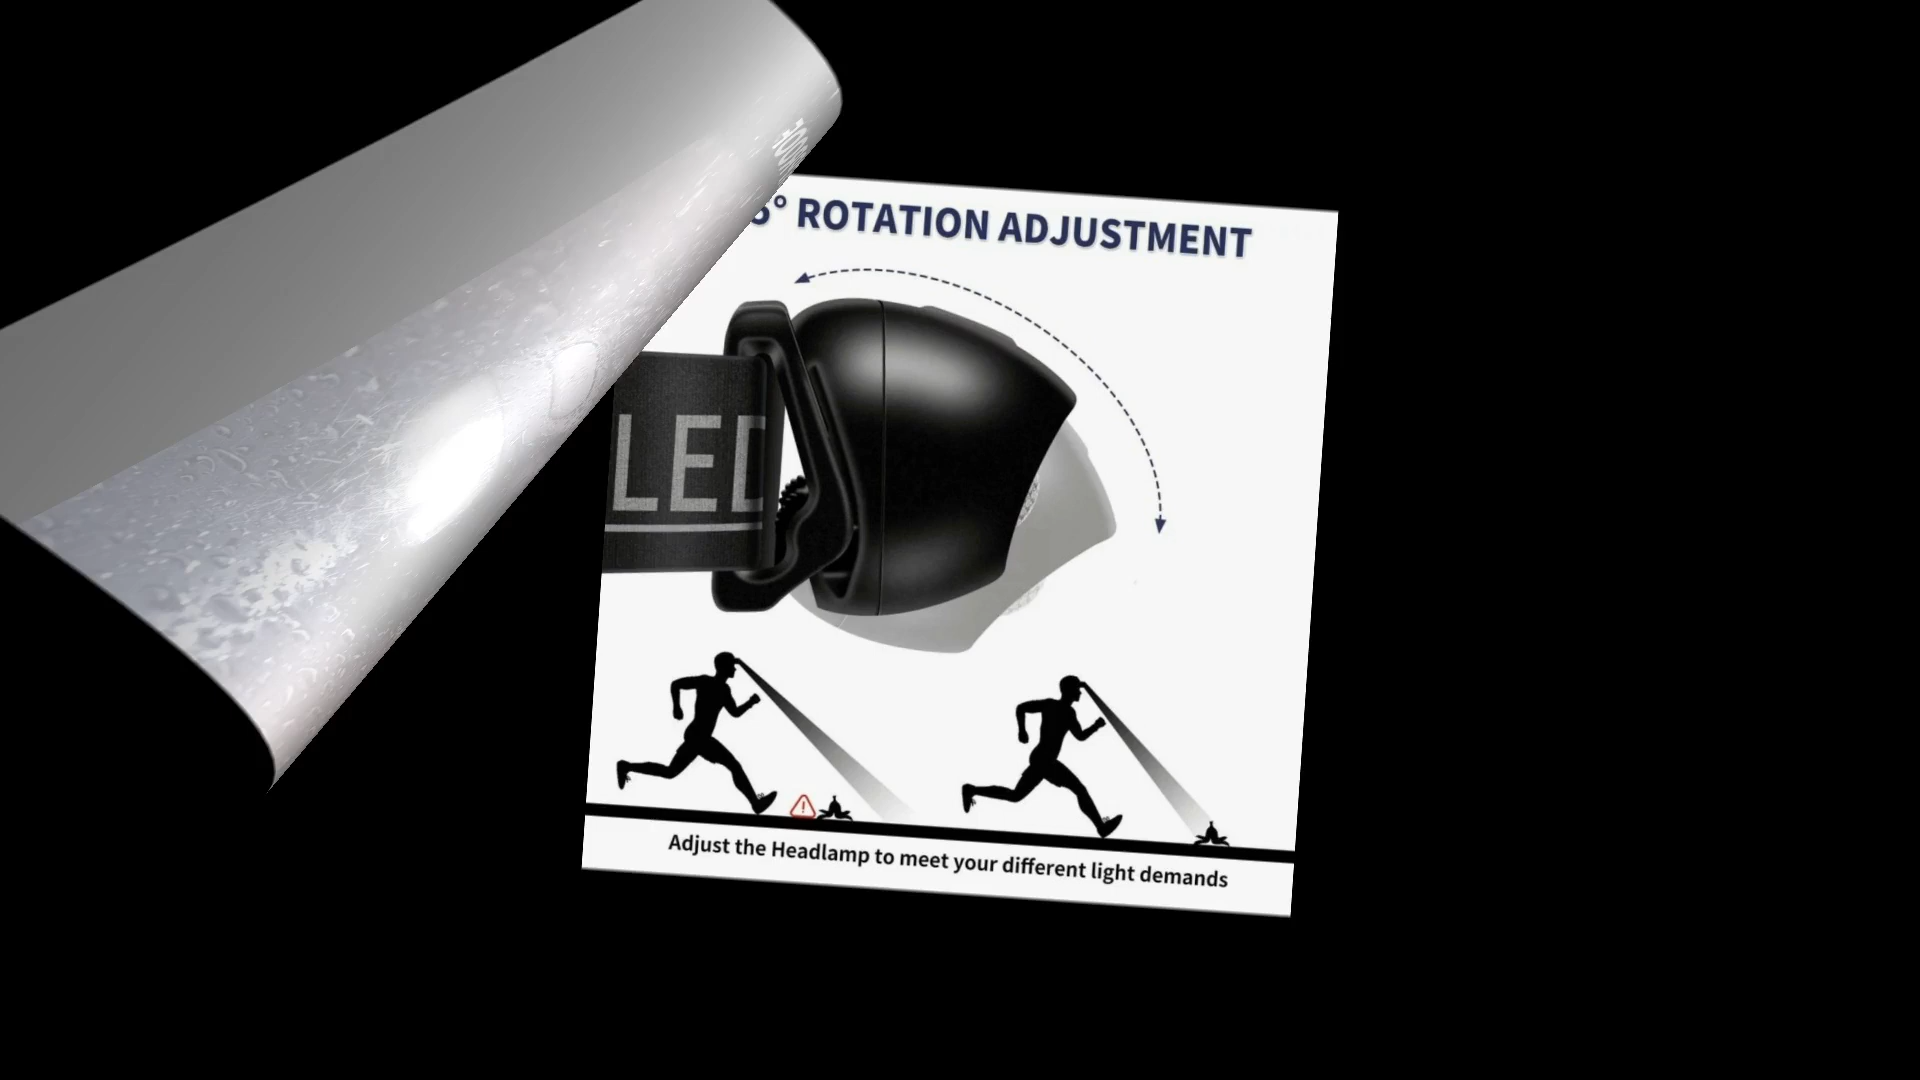 ° ROTATION ADJUSTMENT
LED
Adjust the Headlamp to meet your different light demands